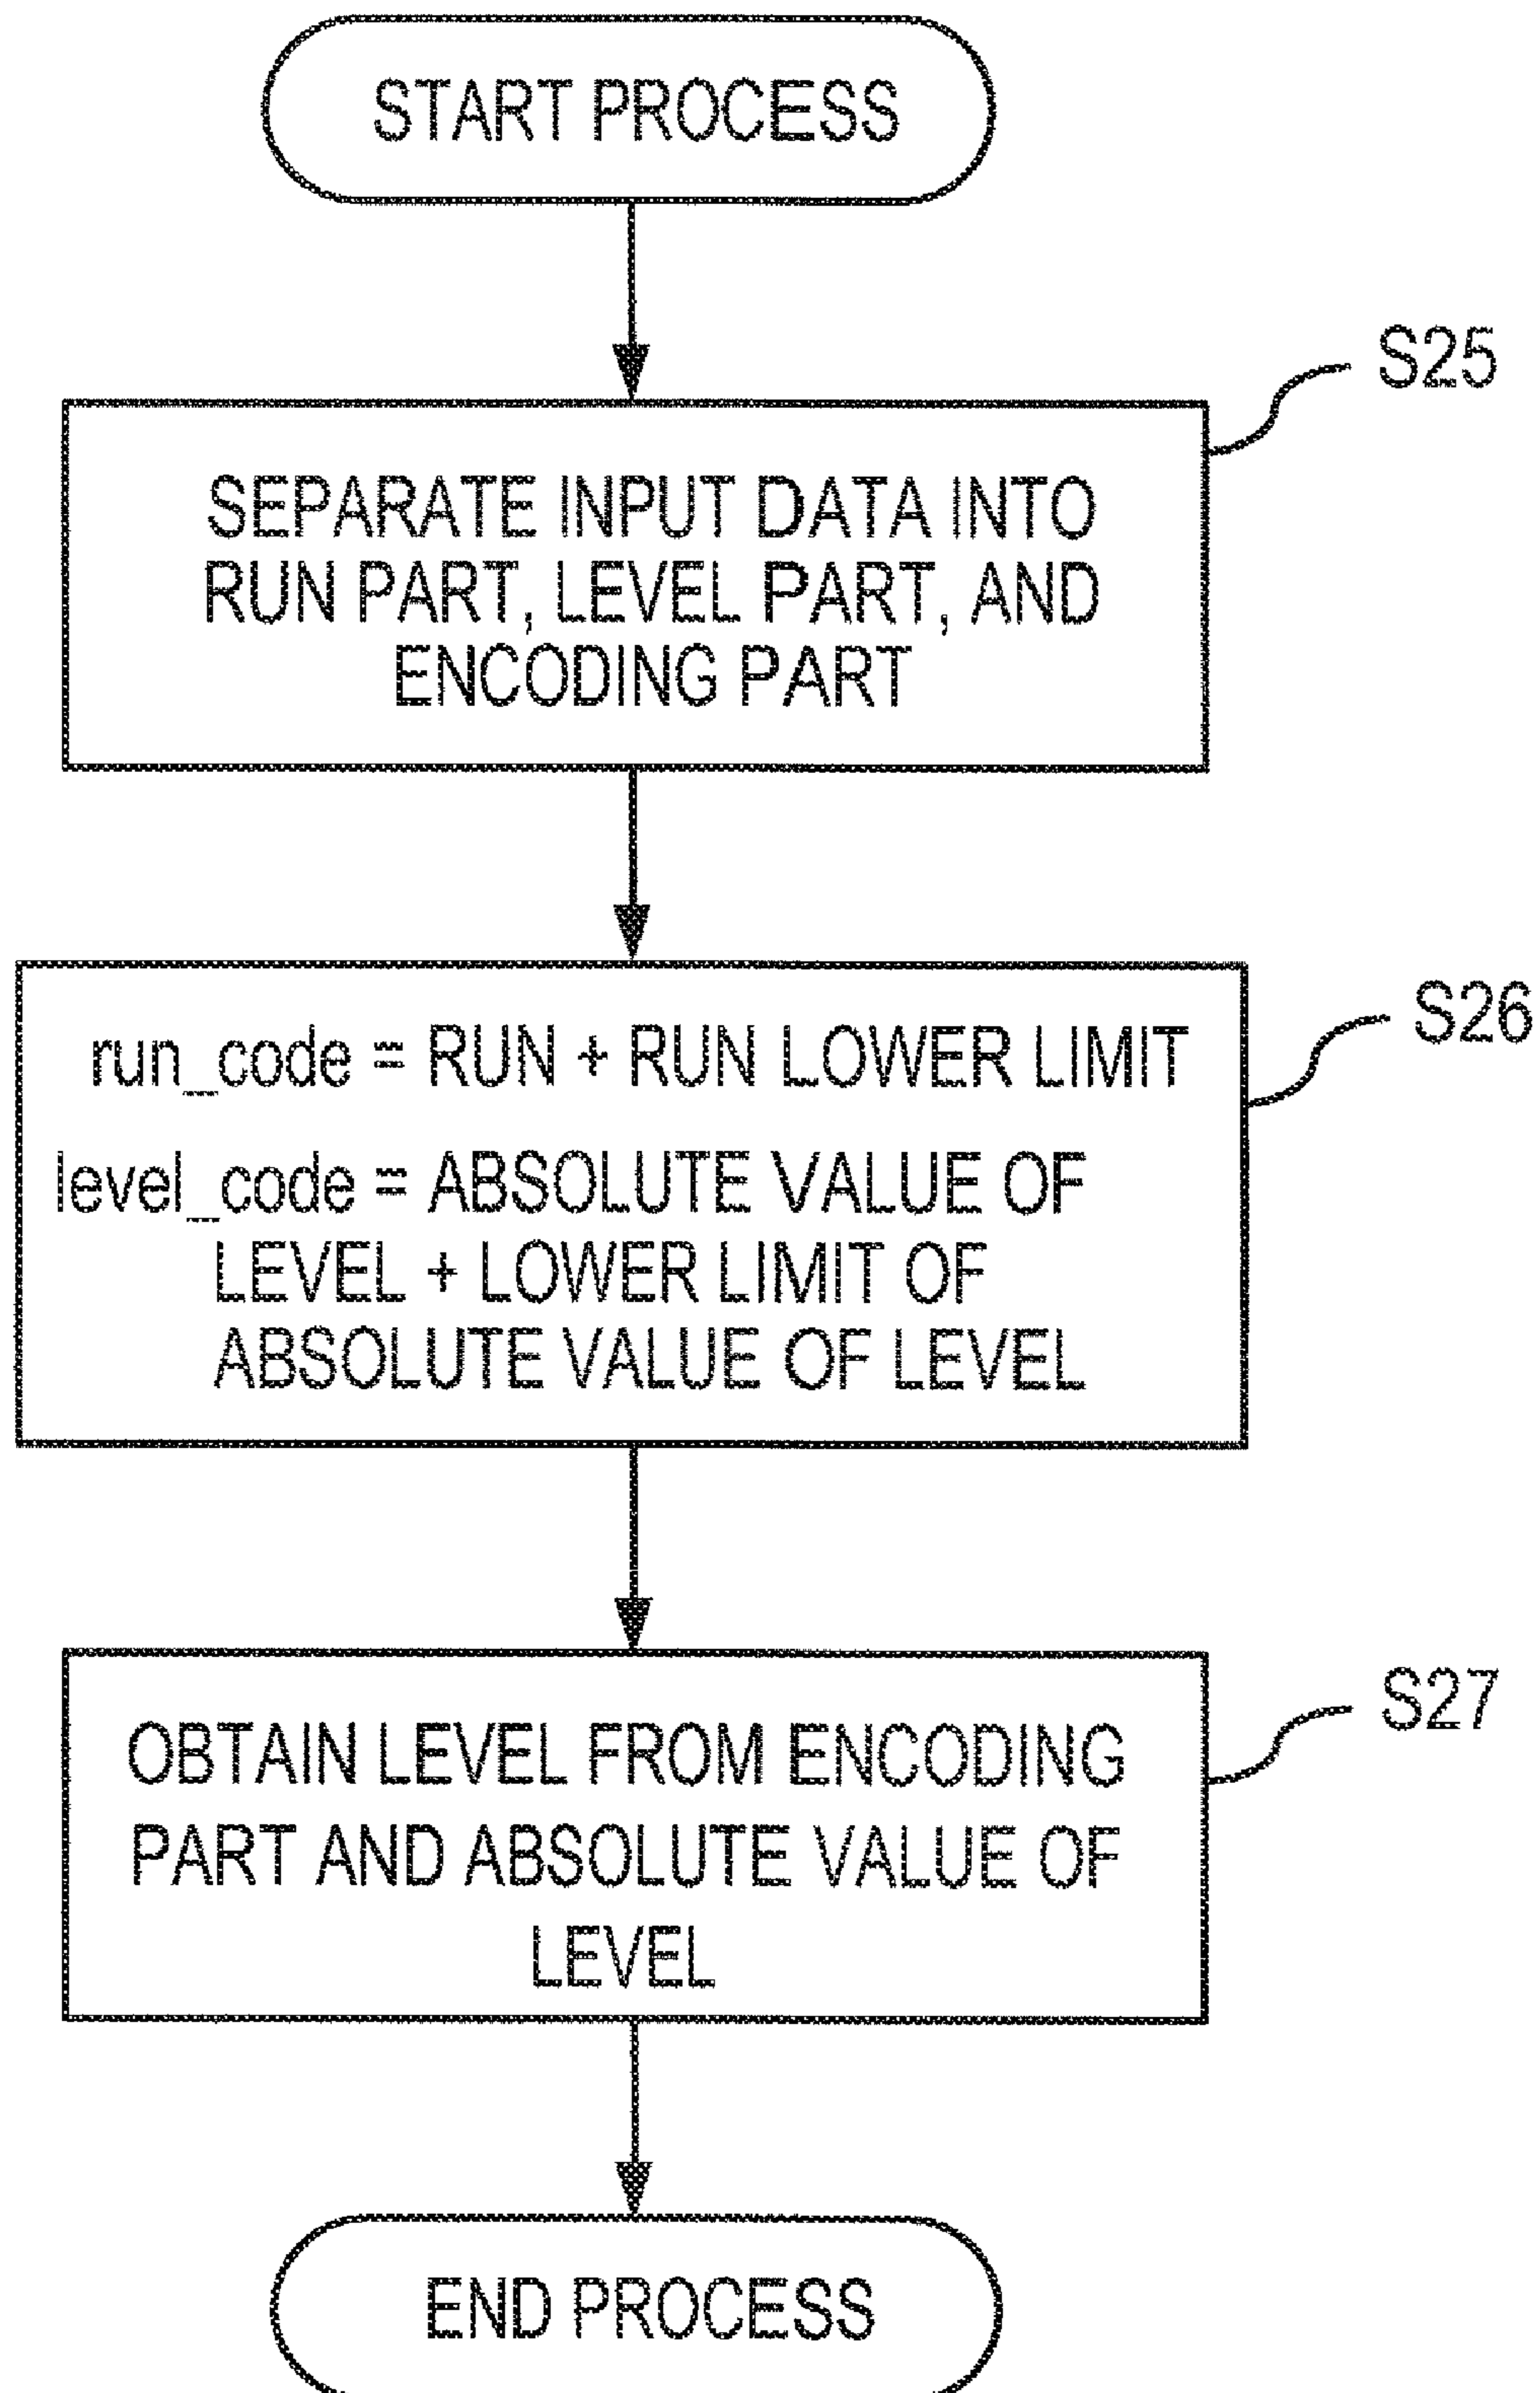 START PROCESS
S25
SEPARATE INPUT DATA INTO
RUN PART, LEVEL PART, AND
ENCODING PART
S26
run_code = RUN + RUN LOWER LIMIT
level_code = ABSOLUTE VALUE OF
LEVEL + LOWER LIMIT OF
ABSOLUTE VALUE OF LEVEL
S27
OBTAIN LEVEL FROM ENCODING
PART AND ABSOLUTE VALUE OF
LEVEL
END PROCESS